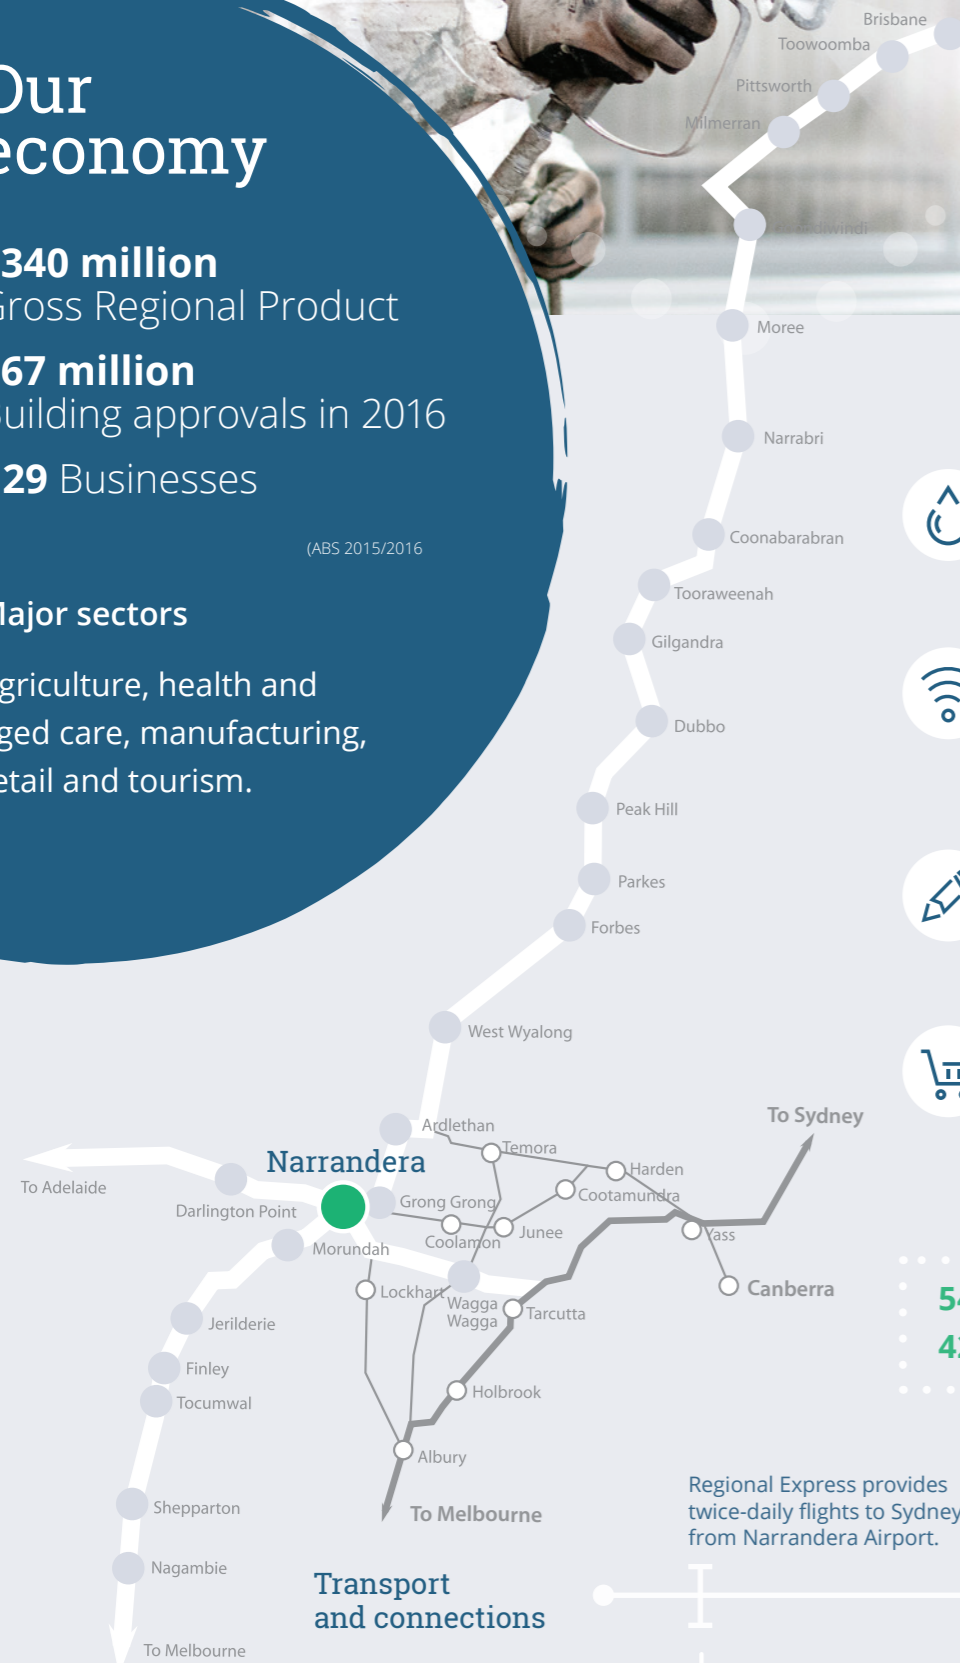 Our
economy
340 million
Gross Regional Product
67 million
Building approvals in 2016
29 Businesses
(ABS 2015/2016
Major sectors
griculture, health and
ged care, manufacturing,
etail and tourism.
Brisbane
Toowoomba
Pittsworth
Milmerran
Moree
Narrabri
Coonabarabran
Tooraweenah
Gilgandra
Dubbo
Peak Hill
Parkes
Forbes
West Wyalong
Ardlethan
Temora
To Sydney
Narrandera
Harden
Cootamundra
To Adelaide
Darlington Point
Grong Grong
Junee
Coolamon
Yass
Morundah
Lockhart
Wagga
Wagga
Tarcutta
Canberra
Jerilderie
Finley
Tocumwal
Holbrook
Albury
To Melbourne
Shepparton
Nagambie
To Melbourne
54
42
Regional Express provides
twice-daily flights to Sydney
from Narrandera Airport.
Transport
and connections